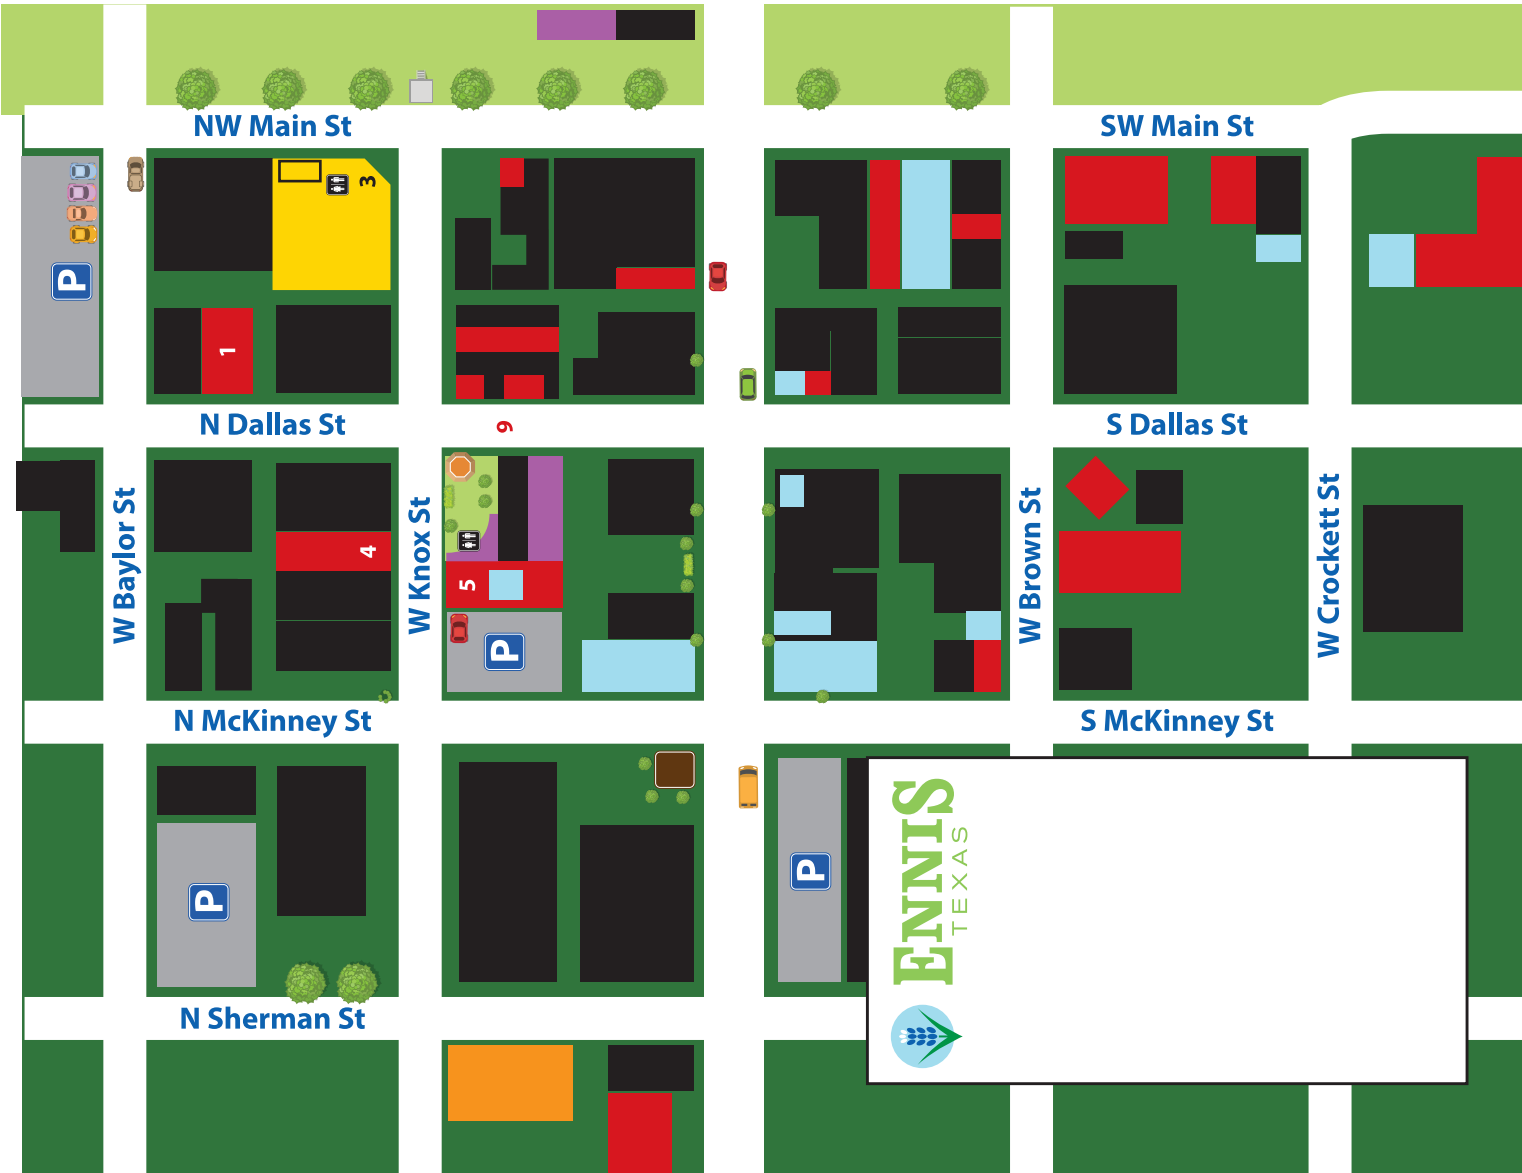 NW Main St
SW Main St
3
P
1
N Dallas St
S Dallas St
W Baylor St
W Knox St
W Brown St
W Crockett St
4
5
P
N McKinney St
S McKinney St
P
P
ENNIS
TEXAS
N Sherman St